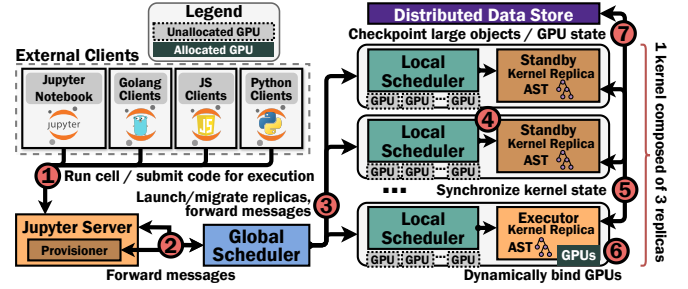 Legend
Unallocated GPU
Allocated GPU
External Clients
Jupyter
Notebook
jupyter
Golang
Clients
JS
Clients
JS
Python
Clients
1
Run cell / submit code for execution
Jupyter Server
Provisioner
2
Forward messages
Global
Scheduler
Launch/migrate replicas,
forward messages
3
Distributed Data Store
7
Checkpoint large objects / GPU state
Local
Scheduler
GPU GPU ... GPU
Standby
Kernel Replica
AST
4
Local
Scheduler
GPU GPU ... GPU
Standby
Kernel Replica
AST
...
Synchronize kernel state
5
Local
Scheduler
GPU GPU ... GPU
Executor
Kernel Replica
AST
GPUs
6
Dynamically bind GPUs
1 kernel composed of 3 replicas